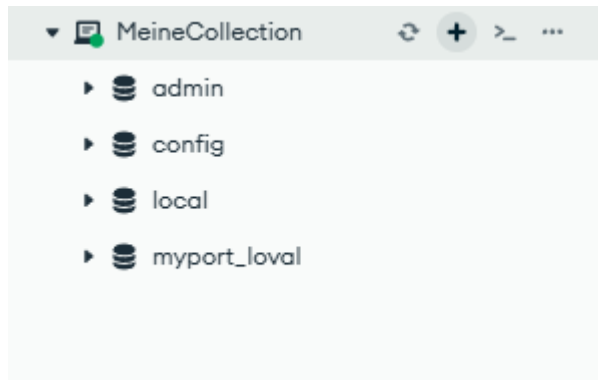 MeineCollection
admin
config
local
myport_loval